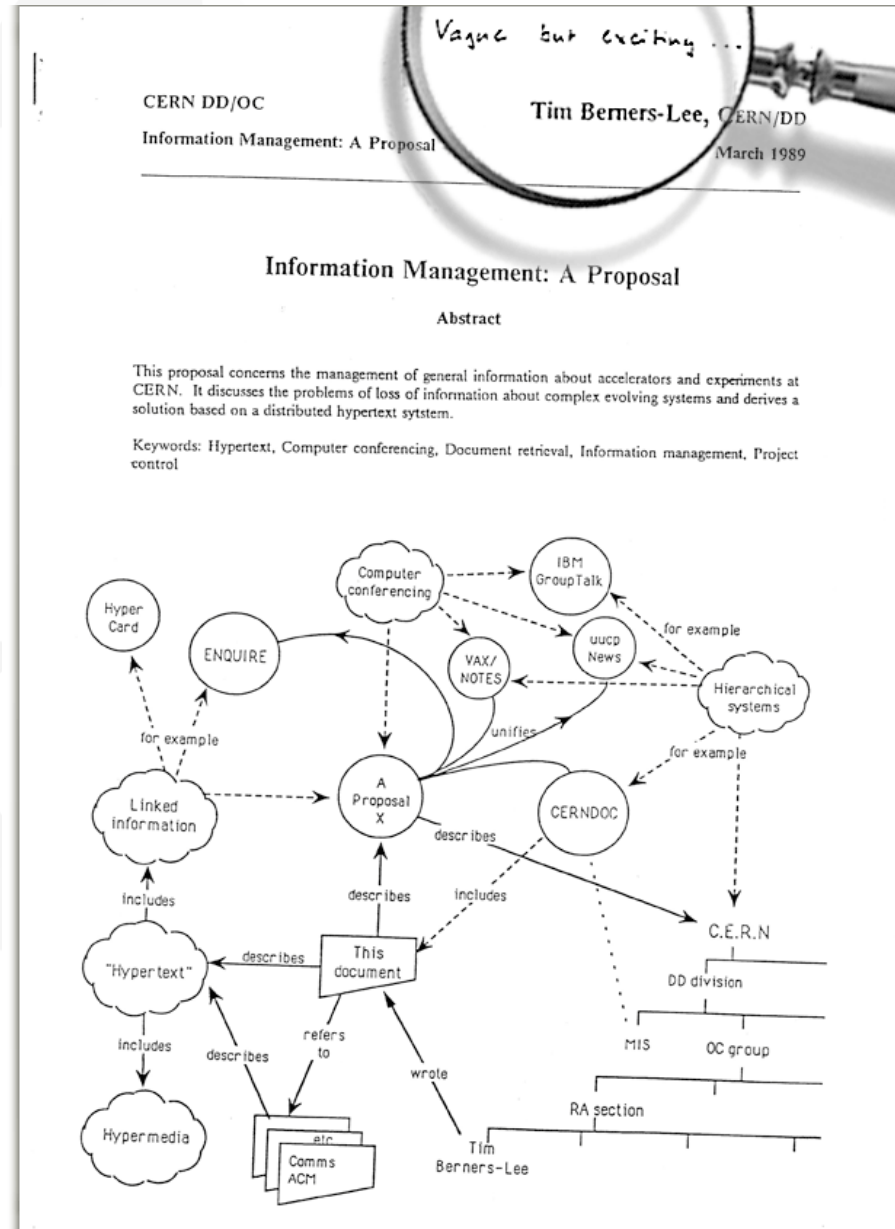 Vague but exciting ...
CERN DD/OC
Tim Berners-Lee, CERN/DD
Information Management: A Proposal
March 1989
Information Management: A Proposal
Abstract
This proposal concerns the management of general information about accelerators and experiments at
CERN. It discusses the problems of loss of information about complex evolving systems and derives a
solution based on a distributed hypertext sytstem.
Keywords: Hypertext, Computer conferencing, Document retrieval, Information management, Project
control
IBM
GroupTalk
Computer
conferencing
Hyper
Card
ENQUIRE
VAX/
NOTES
uucp
News
for example
Hierarchical
systems
for example
unifies
for example
Linked
information
A
Proposal
X
CERNDOC
describes
includes
describes
includes
C.E.R.N
"Hypertext"
describes
This
document
DD division
includes
describes
refers
to
MIS
OC group
wrote
RA section
Hypermedia
etc
Comms
ACM
Tim
Berners-Lee